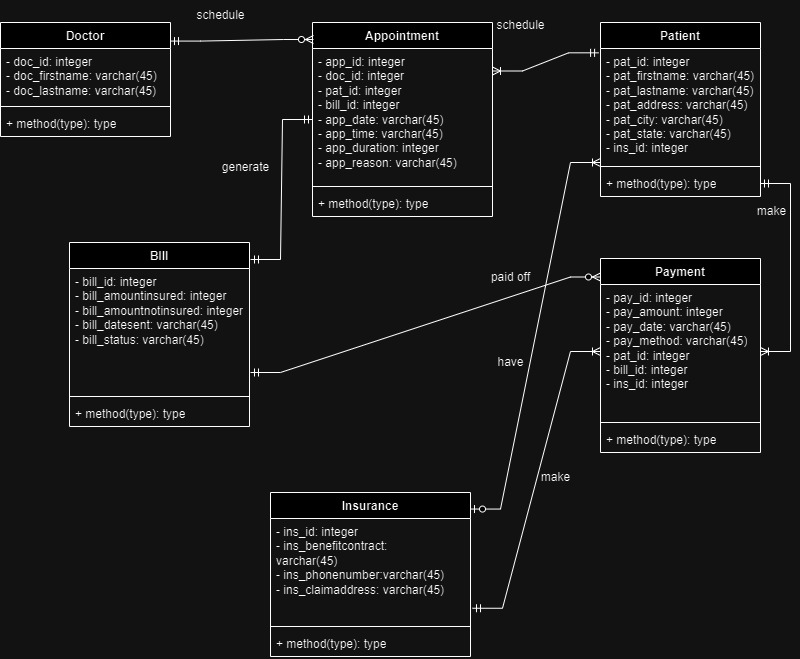 schedule
Doctor
- doc_id: integer
- doc_firstname: varchar(45)
- doc_lastname: varchar(45)
+ method(type): type
Appointment
- app_id: integer
- doc_id: integer
- pat_id: integer
- bill_id: integer
- app_date: varchar(45)
- app_time: varchar(45)
- app_duration: integer
- app_reason: varchar(45)
+ method(type): type
schedule
Patient
- pat_id: integer
- pat_firstname: varchar(45)
- pat_lastname: varchar(45)
- pat_address: varchar(45)
- pat_city: varchar(45)
- pat_state: varchar(45)
- ins_id: integer
+ method(type): type
generate
make
Bill
- bill_id: integer
- bill_amountinsured: integer
- bill_amountnotinsured: integer
- bill_datesent: varchar(45)
- bill_status: varchar(45)
+ method(type): type
paid off
Payment
- pay_id: integer
- pay_amount: integer
- pay_date: varchar(45)
- pay_method: varchar(45)
- pat_id: integer
- bill_id: integer
- ins_id: integer
+ method(type): type
have
make
Insurance
- ins_id: integer
- ins_benefitcontract:
varchar(45)
- ins_phonenumber:varchar(45)
- ins_claimaddress: varchar(45)
+ method(type): type